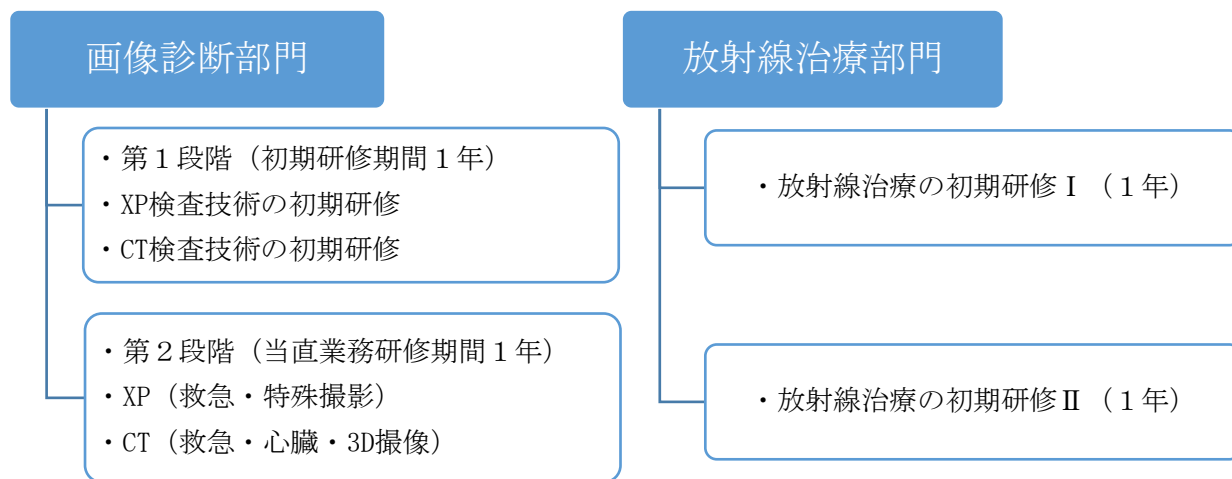 画像診断部門
・第１段階（初期研修期間１年）
・XP検査技術の初期研修
・CT検査技術の初期研修
・第２段階（当直業務研修期間１年）
・XP（救急・特殊撮影）
・CT（救急・心臓・3D撮像）
放射線治療部門
・放射線治療の初期研修Ⅰ（１年）
・放射線治療の初期研修Ⅱ（１年）